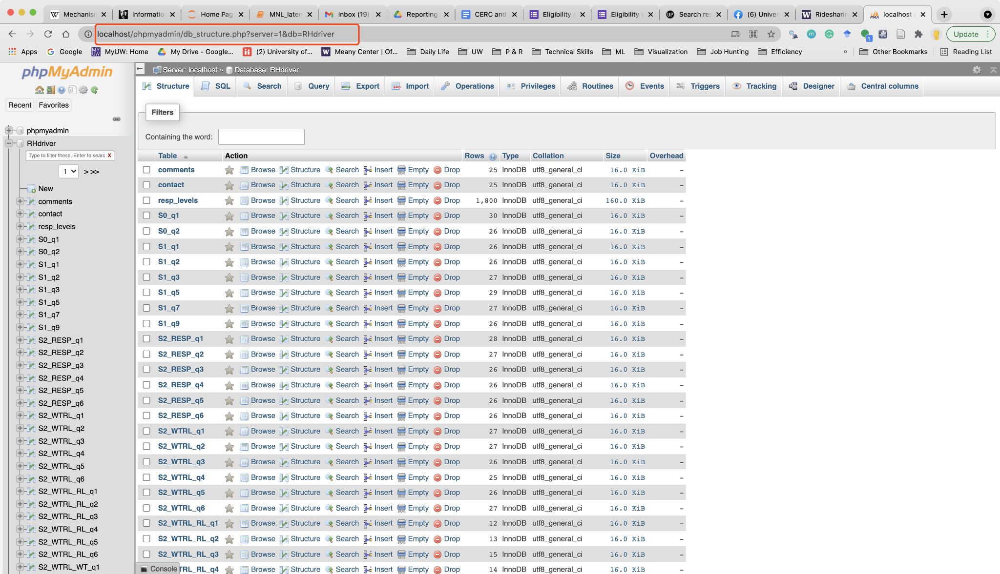 Mechanism
Informatio
Home Pag
MNL_laten
Inbox (19)
Reporting
CERC and
Eligibility s
Eligibility s
Search res
(6) Univer
Ridesharin
localhost /
localhost/phpmyadmin/db_structure.php?server=1&db=RHdriver
Update
Apps Google MyUW: Home My Drive - Google... (2) University of... Meany Center | Of... Daily Life UW P & R Technical Skills ML Visualization Job Hunting Efficiency » Other Bookmarks Reading List
phpMyAdmin
Recent Favorites
phpmyadmin
RHdriver
Type to filter these, Enter to searc X
1 > >>
New
comments
contact
resp_levels
S0_q1
S0_q2
S1_q1
S1_q2
S1_q3
S1_q5
S1_q7
S1_q9
S2_RESP_q1
S2_RESP_q2
S2_RESP_q3
S2_RESP_q4
S2_RESP_q5
S2_RESP_q6
S2_WTRL_q1
S2_WTRL_q2
S2_WTRL_q3
S2_WTRL_q4
S2_WTRL_q5
S2_WTRL_q6
S2_WTRL_RL_q1
S2_WTRL_RL_q2
S2_WTRL_RL_q3
S2_WTRL_RL_q4
S2_WTRL_RL_q5
S2_WTRL_RL_q6
S2_WTRL_WT_q1
Server: localhost » Database: RHdriver
Structure SQL Search Query Export Import Operations Privileges Routines Events Triggers Tracking Designer Central columns
Filters
Containing the word:
Table Action Rows Type Collation Size Overhead
comments Browse Structure Search Insert Empty Drop 25 InnoDB utf8_general_ci 16.0 KiB –
contact Browse Structure Search Insert Empty Drop 25 InnoDB utf8_general_ci 16.0 KiB –
resp_levels Browse Structure Search Insert Empty Drop 1,800 InnoDB utf8_general_ci 160.0 KiB –
S0_q1 Browse Structure Search Insert Empty Drop 30 InnoDB utf8_general_ci 16.0 KiB –
S0_q2 Browse Structure Search Insert Empty Drop 26 InnoDB utf8_general_ci 16.0 KiB –
S1_q1 Browse Structure Search Insert Empty Drop 26 InnoDB utf8_general_ci 16.0 KiB –
S1_q2 Browse Structure Search Insert Empty Drop 26 InnoDB utf8_general_ci 16.0 KiB –
S1_q3 Browse Structure Search Insert Empty Drop 27 InnoDB utf8_general_ci 16.0 KiB –
S1_q5 Browse Structure Search Insert Empty Drop 29 InnoDB utf8_general_ci 16.0 KiB –
S1_q7 Browse Structure Search Insert Empty Drop 27 InnoDB utf8_general_ci 16.0 KiB –
S1_q9 Browse Structure Search Insert Empty Drop 26 InnoDB utf8_general_ci 16.0 KiB –
S2_RESP_q1 Browse Structure Search Insert Empty Drop 28 InnoDB utf8_general_ci 16.0 KiB –
S2_RESP_q2 Browse Structure Search Insert Empty Drop 27 InnoDB utf8_general_ci 16.0 KiB –
S2_RESP_q3 Browse Structure Search Insert Empty Drop 26 InnoDB utf8_general_ci 16.0 KiB –
S2_RESP_q4 Browse Structure Search Insert Empty Drop 26 InnoDB utf8_general_ci 16.0 KiB –
S2_RESP_q5 Browse Structure Search Insert Empty Drop 26 InnoDB utf8_general_ci 16.0 KiB –
S2_RESP_q6 Browse Structure Search Insert Empty Drop 26 InnoDB utf8_general_ci 16.0 KiB –
S2_WTRL_q1 Browse Structure Search Insert Empty Drop 27 InnoDB utf8_general_ci 16.0 KiB –
S2_WTRL_q2 Browse Structure Search Insert Empty Drop 27 InnoDB utf8_general_ci 16.0 KiB –
S2_WTRL_q3 Browse Structure Search Insert Empty Drop 26 InnoDB utf8_general_ci 16.0 KiB –
S2_WTRL_q4 Browse Structure Search Insert Empty Drop 25 InnoDB utf8_general_ci 16.0 KiB –
S2_WTRL_q5 Browse Structure Search Insert Empty Drop 26 InnoDB utf8_general_ci 16.0 KiB –
S2_WTRL_q6 Browse Structure Search Insert Empty Drop 27 InnoDB utf8_general_ci 16.0 KiB –
S2_WTRL_RL_q1 Browse Structure Search Insert Empty Drop 12 InnoDB utf8_general_ci 16.0 KiB –
S2_WTRL_RL_q2 Browse Structure Search Insert Empty Drop 13 InnoDB utf8_general_ci 16.0 KiB –
S2_WTRL_RL_q3 Browse Structure Search Insert Empty Drop 15 InnoDB utf8_general_ci 16.0 KiB –
Console TRL_RL_q4 Browse Structure Search Insert Empty Drop 14 InnoDB utf8_general_ci 16.0 KiB –